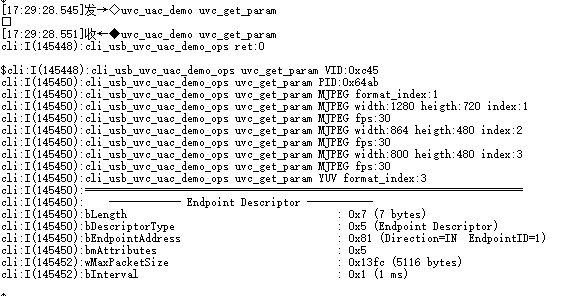 [17:29:28.545]发→◇uvc_uac_demo uvc_get_param
□
[17:29:28.551]收←◆uvc_uac_demo uvc_get_param
cli:I(145448):cli_usb_uvc_uac_demo_ops ret:0
$cli:I(145448):cli_usb_uvc_uac_demo_ops uvc_get_param VID:0xc45
cli:I(145450):cli_usb_uvc_uac_demo_ops uvc_get_param PID:0x64ab
cli:I(145450):cli_usb_uvc_uac_demo_ops uvc_get_param MJPEG format_index:1
cli:I(145450):cli_usb_uvc_uac_demo_ops uvc_get_param MJPEG width:1280 heigth:720 index:1
cli:I(145450):cli_usb_uvc_uac_demo_ops uvc_get_param MJPEG fps:30
cli:I(145450):cli_usb_uvc_uac_demo_ops uvc_get_param MJPEG width:864 heigth:480 index:2
cli:I(145450):cli_usb_uvc_uac_demo_ops uvc_get_param MJPEG fps:30
cli:I(145450):cli_usb_uvc_uac_demo_ops uvc_get_param MJPEG width:800 heigth:480 index:3
cli:I(145450):cli_usb_uvc_uac_demo_ops uvc_get_param MJPEG fps:30
cli:I(145450):cli_usb_uvc_uac_demo_ops uvc_get_param YUV format_index:3
cli:I(145450):
cli:I(145450): Endpoint Descriptor
cli:I(145450):bLength : 0x7 (7 bytes)
cli:I(145450):bDescriptorType : 0x5 (Endpoint Descriptor)
cli:I(145450):bEndpointAddress : 0x81 (Direction=IN EndpointID=1)
cli:I(145450):bmAttributes : 0x5
cli:I(145452):wMaxPacketSize : 0x13fc (5116 bytes)
cli:I(145452):bInterval : 0x1 (1 ms)